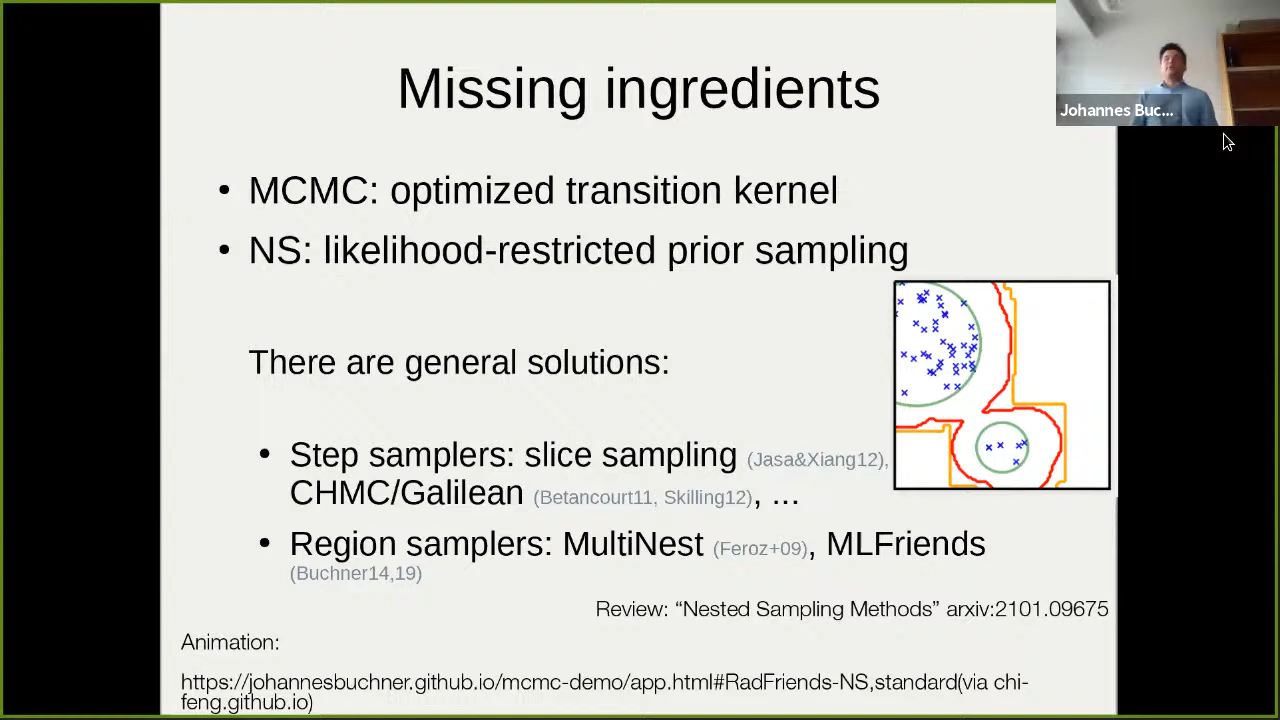 Missing ingredients
Johannes Buc...
• MCMC: optimized transition kernel
• NS: likelihood-restricted prior sampling
There are general solutions:
• Step samplers: slice sampling (Jasa&Xiang12),
CHMC/Galilean (Betancourt11, Skilling12), ...
• Region samplers: MultiNest (Feroz+09), MLFriends
(Buchner14,19)
Review: “Nested Sampling Methods” arxiv:2101.09675
Animation:
https://johannesbuchner.github.io/mcmc-demo/app.html#RadFriends-NS,standard(via chi-
feng.github.io)